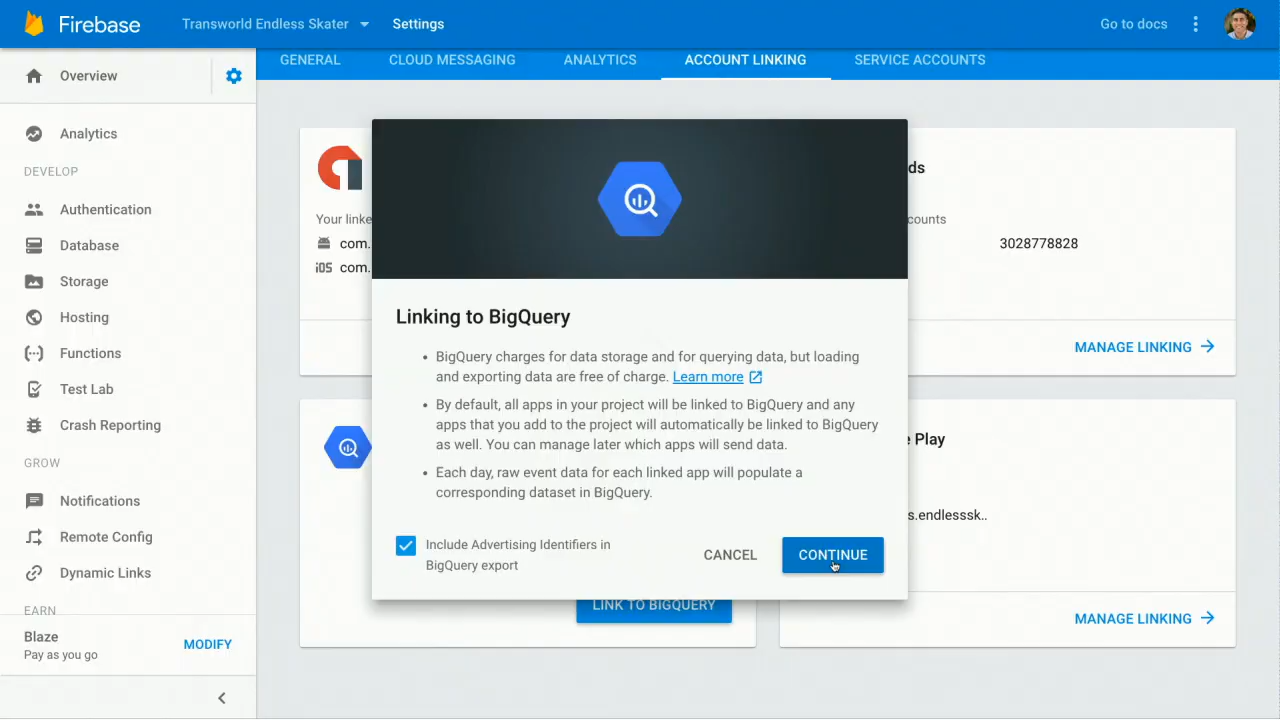 Firebase
Transworld Endless Skater
Settings
Go to docs
Overview
GENERAL
CLOUD MESSAGING
ANALYTICS
ACCOUNT LINKING
SERVICE ACCOUNTS
Analytics
DEVELOP
Authentication
Database
Storage
Hosting
Functions
Test Lab
Crash Reporting
GROW
Notifications
Remote Config
Dynamic Links
EARN
Blaze
Pay as you go
MODIFY
Your linke
com.
iOS com.
Linking to BigQuery
• BigQuery charges for data storage and for querying data, but loading
and exporting data are free of charge. Learn more
• By default, all apps in your project will be linked to BigQuery and any
apps that you add to the project will automatically be linked to BigQuery
as well. You can manage later which apps will send data.
• Each day, raw event data for each linked app will populate a
corresponding dataset in BigQuery.
Include Advertising Identifiers in
BigQuery export
CANCEL
CONTINUE
LINK TO BIGQUERY
ds
counts
3028778828
MANAGE LINKING
e Play
s.endlesssk..
MANAGE LINKING